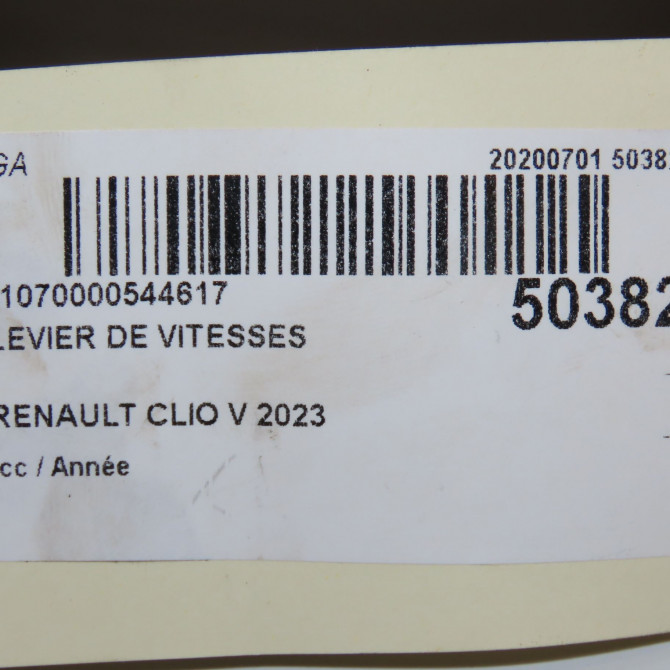 GA
20200701 5038
1070000544617
50382
LEVIER DE VITESSES
RENAULT CLIO V 2023
cc / Année